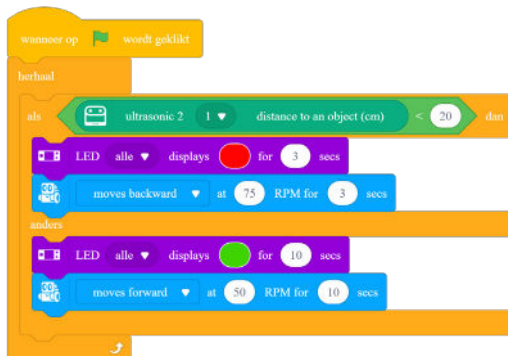 wanneer op wordt geklikt
herhaal
als ultrasonic 2 1 distance to an object (cm) < 20 dan
LED alle displays for 3 secs
moves backward at 75 RPM for 3 secs
anders
LED alle displays for 10 secs
moves forward at 50 RPM for 10 secs